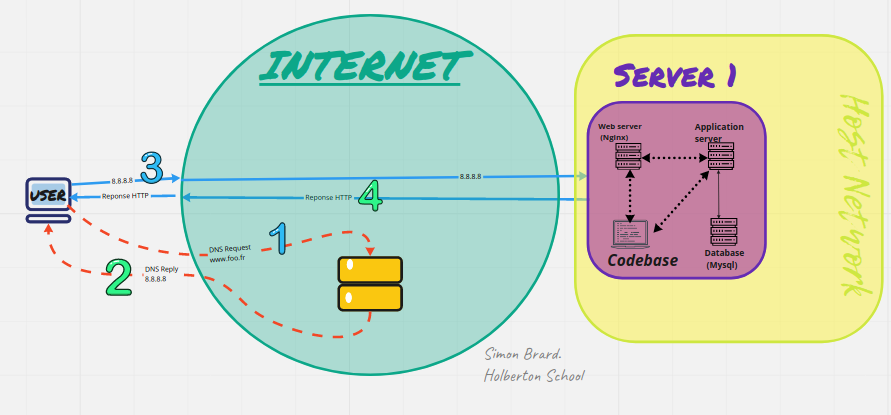 INTERNET
SERVER 1
Host Network
Web server
(Nginx)
Application
server
3
8.8.8.8
8.8.8.8
USER
Reponse HTTP
Reponse HTTP
4
1
DNS Request
www.foo.fr
2
DNS Reply
8.8.8.8
Codebase
Database
(Mysql)
Simon Brard.
Holberton School